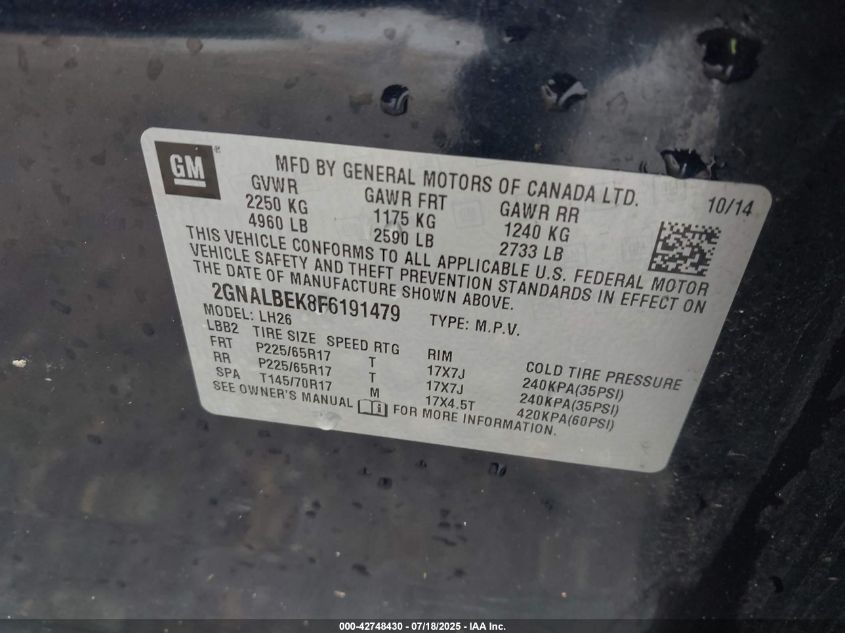 GM ®
MFD BY GENERAL MOTORS OF CANADA LTD.
10/14
GVWR GAWR FRT GAWR RR
2250 KG 1175 KG 1240 KG
4960 LB 2590 LB 2733 LB
THIS VEHICLE CONFORMS TO ALL APPLICABLE U.S. FEDERAL MOTOR
VEHICLE SAFETY AND THEFT PREVENTION STANDARDS IN EFFECT ON
THE DATE OF MANUFACTURE SHOWN ABOVE.
2GNALBEK8F6191479 TYPE: M.P.V.
MODEL: LH26
LBB2 TIRE SIZE SPEED RTG RIM COLD TIRE PRESSURE
FRT P225/65R17 T 17X7J 240KPA(35PSI)
RR P225/65R17 T 17X7J 240KPA(35PSI)
SPA T145/70R17 M 17X4.5T 420KPA(60PSI)
SEE OWNER'S MANUAL i FOR MORE INFORMATION.
000-42748430 - 07/18/2025 - IAA Inc.